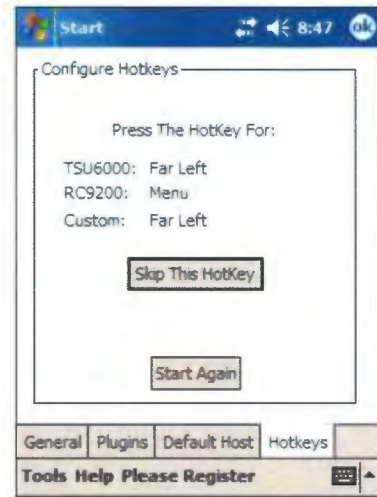 Start 8:47 ok
Configure Hotkeys
Press The HotKey For:
TSU6000: Far Left
RC9200: Menu
Custom: Far Left
Skip This HotKey
Start Again
General Plugins Default Host Hotkeys
Tools Help Please Register